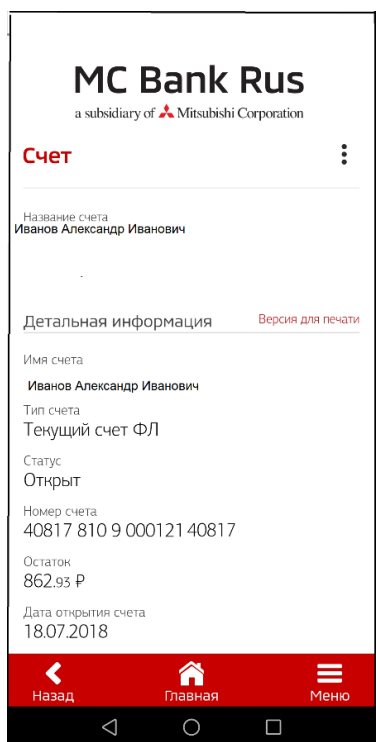 MC Bank Rus
a subsidiary of Mitsubishi Corporation
Счет
Название счета
Иванов Александр Иванович
Детальная информация Версия для печати
Имя счета
Иванов Александр Иванович
Тип счета
Текущий счет ФЛ
Статус
Открыт
Номер счета
40817 810 9 000121 40817
Остаток
862.93 ₽
Дата открытия счета
18.07.2018
Назад Главная Меню